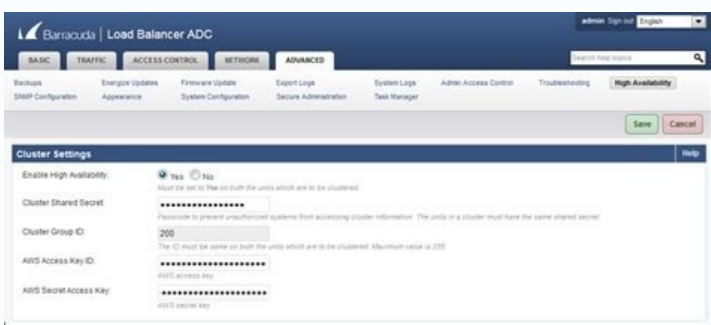 admin Sign out English
Barracuda | Load Balancer ADC
BASIC TRAFFIC ACCESS CONTROL NETWORK ADVANCED Search help topics
Backups Energize Updates Firmware Update Export Logs System Logs Admin Access Control Troubleshooting High Availability
SNMP Configuration Appearance System Configuration Secure Administration Task Manager
Save Cancel
Cluster Settings Help
Enable High Availability: Yes No
Must be set to Yes on both the units which are to be clustered.
Cluster Shared Secret: •••••••••••••••••
Passcode to prevent unauthorized systems from accessing cluster information. The units in a cluster must have the same shared secret.
Cluster Group ID: 200
The ID must be same on both the units which are to be clustered. Maximum value is 255.
AWS Access Key ID: ••••••••••••••••••••
AWS access key
AWS Secret Access Key: ••••••••••••••••••••
AWS secret key